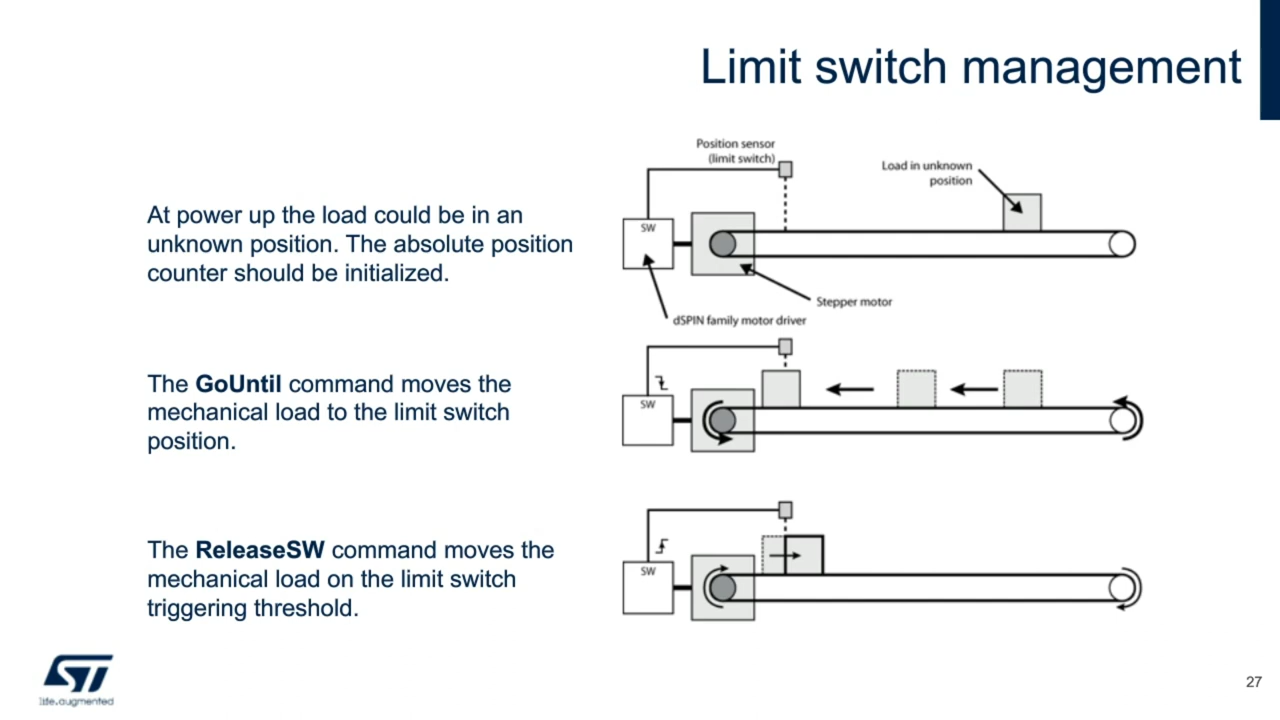 Limit switch management
Position sensor
(limit switch)
Load in unknown
position
At power up the load could be in an
unknown position. The absolute position
counter should be initialized.
SW
Stepper motor
dSPIN family motor driver
The GoUntil command moves the
mechanical load to the limit switch
position.
SW
The ReleaseSW command moves the
mechanical load on the limit switch
triggering threshold.
SW
ST
life.augmented
27